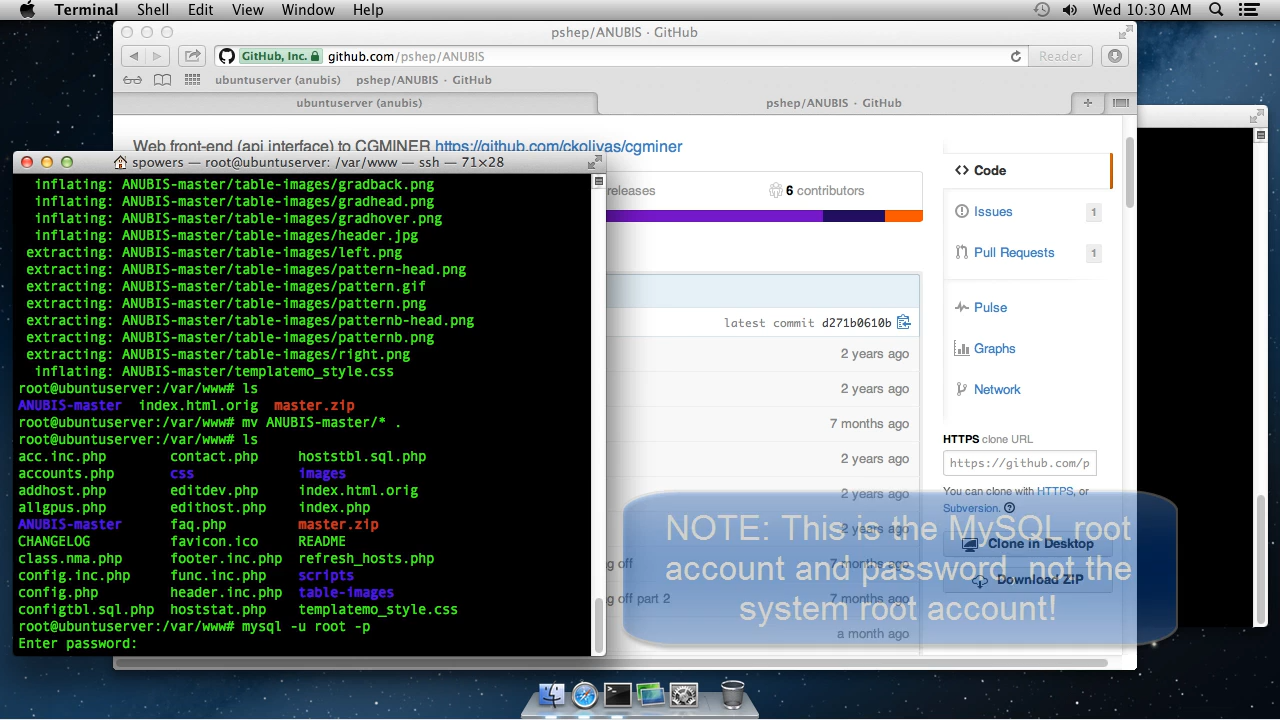 Terminal Shell Edit View Window Help Wed 10:30 AM
pshep/ANUBIS · GitHub
GitHub, Inc. github.com/pshep/ANUBIS Reader
ubuntuserver (anubis) pshep/ANUBIS · GitHub
ubuntuserver (anubis) pshep/ANUBIS · GitHub +
Web front-end (api interface) to CGMINER https://github.com/ckolivas/cgminer
releases 6 contributors
latest commit d271b0610b
2 years ago
2 years ago
7 months ago
2 years ago
2 years ago
2 years ago
g off 7 months ago
g off part 2 7 months ago
a month ago
Code
Issues 1
Pull Requests 1
Pulse
Graphs
Network
HTTPS clone URL
https://github.com/p
You can clone with HTTPS, or
Subversion.
Clone in Desktop
Download ZIP
NOTE: This is the MySQL root
account and password, not the
system root account!
spowers — root@ubuntuserver: /var/www — ssh — 71×28
inflating: ANUBIS-master/table-images/gradback.png
inflating: ANUBIS-master/table-images/gradhead.png
inflating: ANUBIS-master/table-images/gradhover.png
inflating: ANUBIS-master/table-images/header.jpg
extracting: ANUBIS-master/table-images/left.png
extracting: ANUBIS-master/table-images/pattern-head.png
extracting: ANUBIS-master/table-images/pattern.gif
extracting: ANUBIS-master/table-images/pattern.png
extracting: ANUBIS-master/table-images/patternb-head.png
extracting: ANUBIS-master/table-images/patternb.png
extracting: ANUBIS-master/table-images/right.png
inflating: ANUBIS-master/templatemo_style.css
root@ubuntuserver:/var/www# ls
ANUBIS-master index.html.orig master.zip
root@ubuntuserver:/var/www# mv ANUBIS-master/* .
root@ubuntuserver:/var/www# ls
acc.inc.php contact.php hoststbl.sql.php
accounts.php css images
addhost.php editdev.php index.html.orig
allgpus.php edithost.php index.php
ANUBIS-master faq.php master.zip
CHANGELOG favicon.ico README
class.nma.php footer.inc.php refresh_hosts.php
config.inc.php func.inc.php scripts
config.php header.inc.php table-images
configtbl.sql.php hoststat.php templatemo_style.css
root@ubuntuserver:/var/www# mysql -u root -p
Enter password: